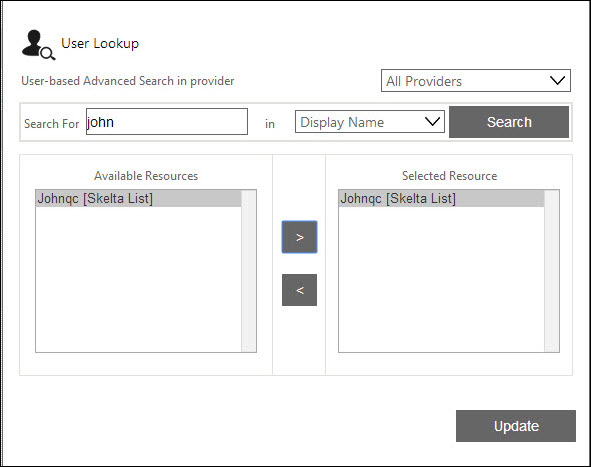 User Lookup
User-based Advanced Search in provider All Providers
Search For john in Display Name Search
Available Resources Selected Resource
Johnqc [Skelta List] Johnqc [Skelta List]
>
<
Update